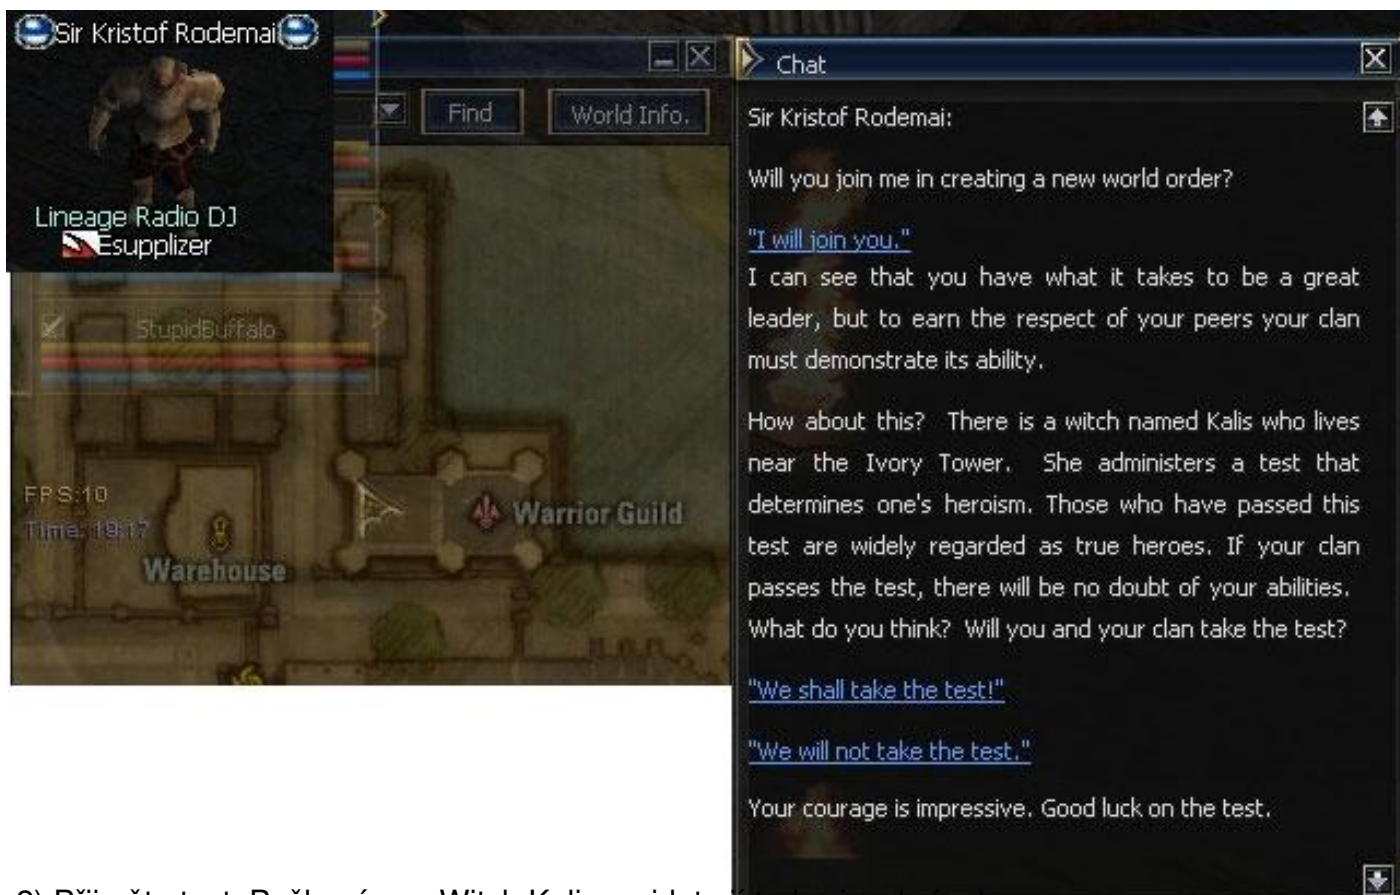 Sir Kristof Rodemai
Lineage Radio DJ
Esupplizer
Find
World Info.
StupidBuffalo
FPS:10
Time: 19:17
Warehouse
Warrior Guild
Chat
Sir Kristof Rodemai:
Will you join me in creating a new world order?
"I will join you."
I can see that you have what it takes to be a great
leader, but to earn the respect of your peers your clan
must demonstrate its ability.
How about this? There is a witch named Kalis who lives
near the Ivory Tower. She administers a test that
determines one's heroism. Those who have passed this
test are widely regarded as true heroes. If your clan
passes the test, there will be no doubt of your abilities.
What do you think? Will you and your clan take the test?
"We shall take the test!"
"We will not take the test."
Your courage is impressive. Good luck on the test.